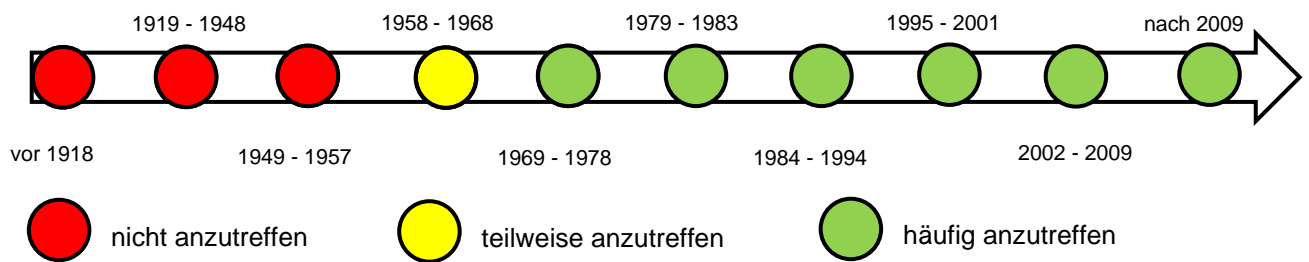 1919 - 1948 1958 - 1968 1979 - 1983 1995 - 2001 nach 2009
vor 1918 1949 - 1957 1969 - 1978 1984 - 1994 2002 - 2009
nicht anzutreffen teilweise anzutreffen häufig anzutreffen